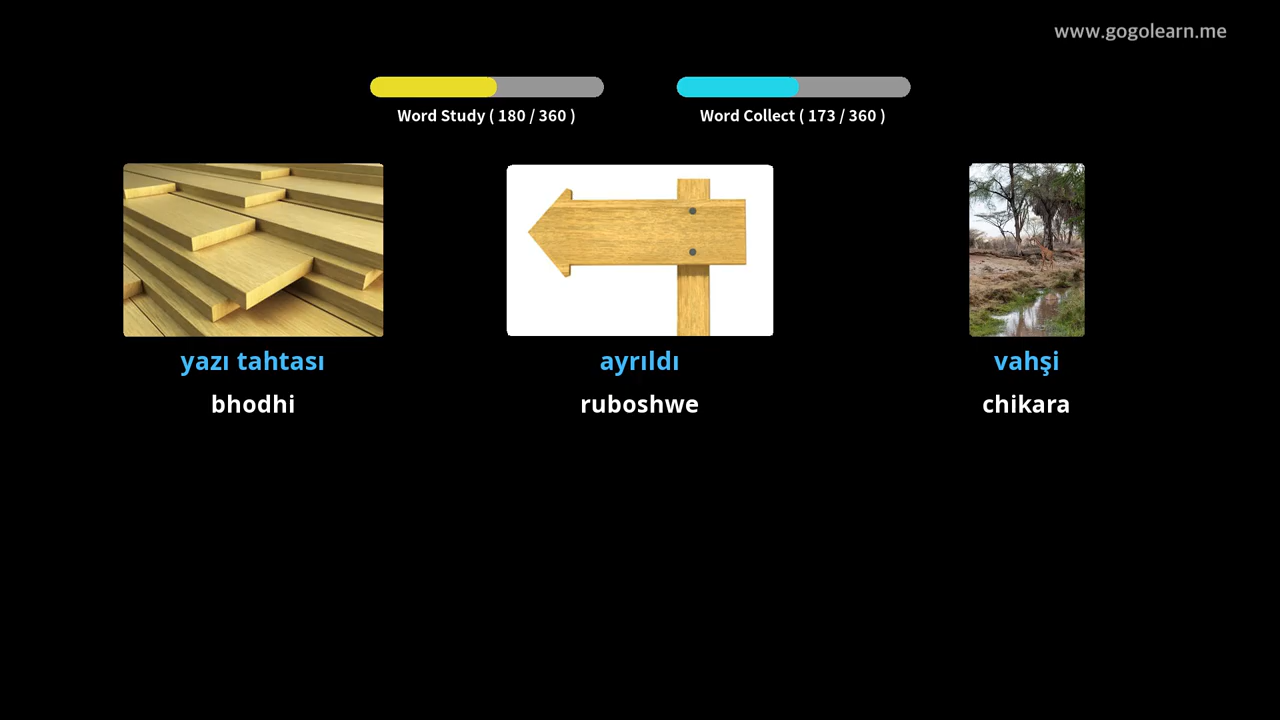 www.gogolearn.me
Word Study ( 180 / 360 )
Word Collect ( 173 / 360 )
yazı tahtası
ayrıldı
vahşi
bhodhi
ruboshwe
chikara